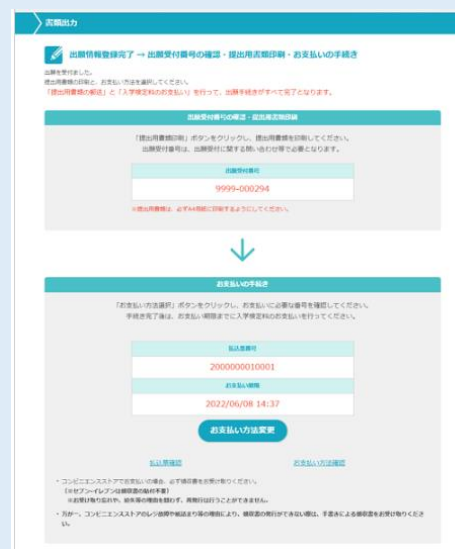 書類出力
出願情報登録完了 → 出願受付番号の確認・提出用書類印刷・お支払いの手続き
出願を受付ました。
提出用書類の印刷と、お支払い方法を選択してください。
「提出用書類の郵送」と「入学検定料のお支払い」を行って、出願手続きがすべて完了となります。
出願受付番号の確認・提出用書類印刷
「提出用書類印刷」ボタンをクリックし、提出用書類を印刷してください。
出願受付番号は、出願受付に関する問い合わせ等で必要となります。
出願受付番号
9999-000294
※提出用書類は、必ずA4用紙に印刷するようにしてください。
お支払いの手続き
「お支払い方法選択」ボタンをクリックし、お支払いに必要な番号を確認してください。
手続き完了後は、お支払い期限までに入学検定料のお支払いを行ってください。
払込票番号
2000000010001
お支払い期限
2022/06/08 14:37
お支払い方法変更
払込票確認 お支払い方法確認
・コンビニエンスストアでお支払いの場合、必ず領収書をお受け取りください。
（※セブン-イレブンは領収書の貼付不要）
※お受け取り忘れや、紛失等の理由を問わず、再発行は行うことができません。
・万が一、コンビニエンスストアのレジ故障や紙詰まり等の理由により、領収書の発行ができない際は、手書きによる領収書をお受け取りくださ
い。